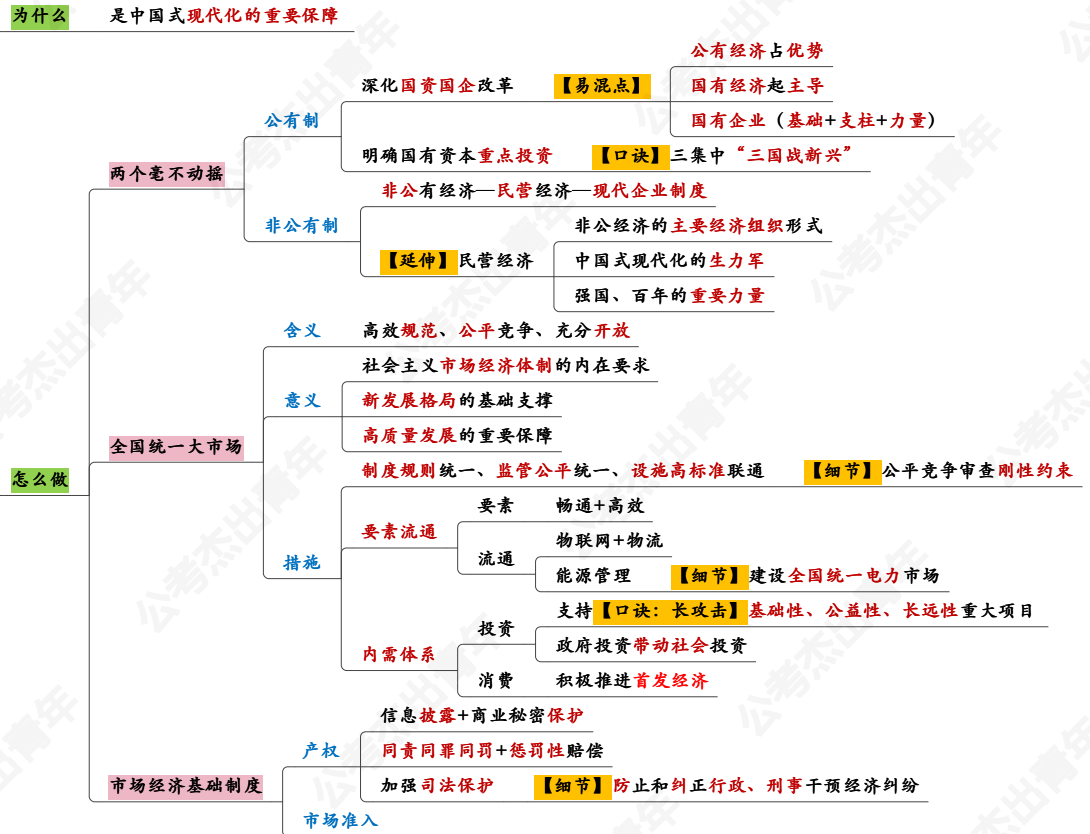 为什么 是中国式现代化的重要保障
怎么做
两个毫不动摇
公有制
深化国资国企改革 【易混点】
公有经济占优势
国有经济起主导
国有企业（基础+支柱+力量）
明确国有资本重点投资 【口诀】三集中“三国战新兴”
非公有制
非公有经济—民营经济—现代企业制度
【延伸】民营经济
非公经济的主要经济组织形式
中国式现代化的生力军
强国、百年的重要力量
全国统一大市场
含义 高效规范、公平竞争、充分开放
意义
社会主义市场经济体制的内在要求
新发展格局的基础支撑
高质量发展的重要保障
措施
制度规则统一、监管公平统一、设施高标准联通 【细节】公平竞争审查刚性约束
要素流通
要素 畅通+高效
流通
物联网+物流
能源管理 【细节】建设全国统一电力市场
内需体系
投资
支持【口诀：长攻击】基础性、公益性、长远性重大项目
政府投资带动社会投资
消费 积极推进首发经济
市场经济基础制度
产权
信息披露+商业秘密保护
同责同罪同罚+惩罚性赔偿
加强司法保护 【细节】防止和纠正行政、刑事干预经济纠纷
市场准入
公考杰出青年